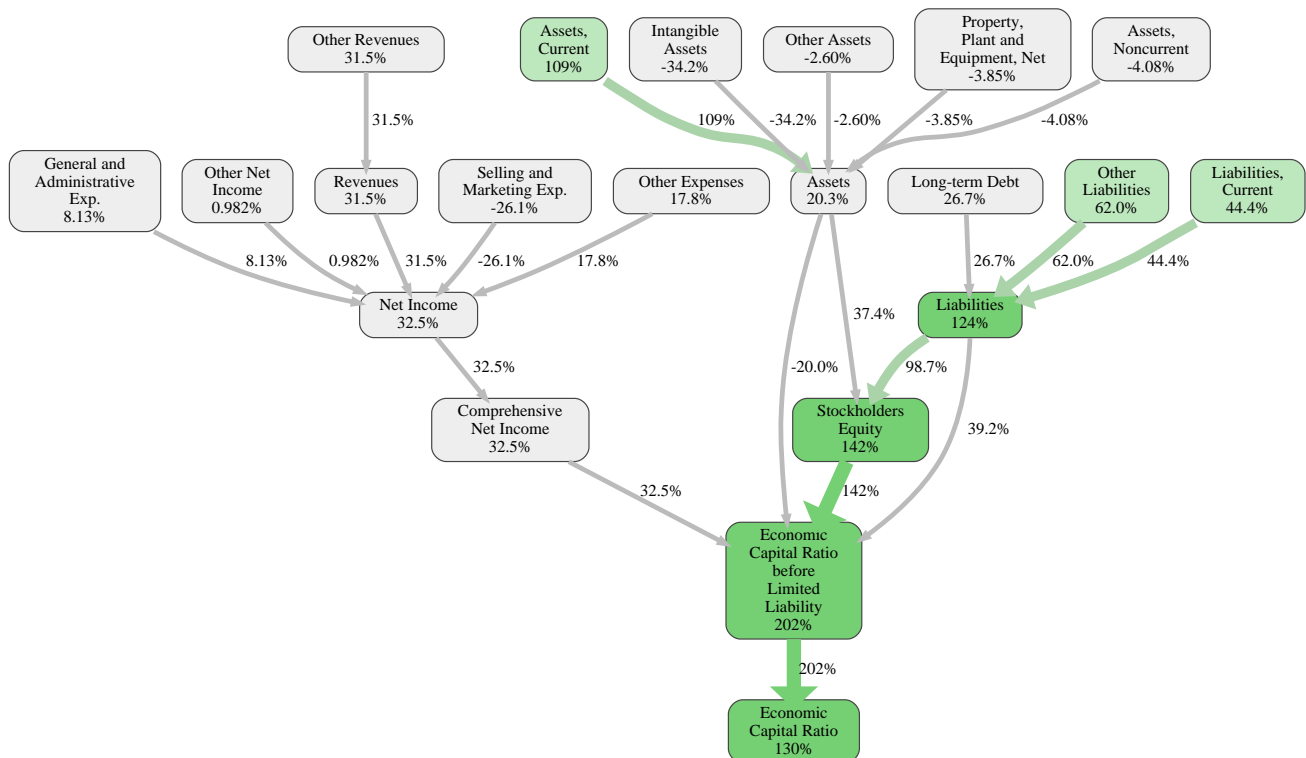 Other Revenues
31.5%
Assets,
Current
109%
Intangible
Assets
-34.2%
Other Assets
-2.60%
Property,
Plant and
Equipment, Net
-3.85%
Assets,
Noncurrent
-4.08%
31.5%
109%
-34.2%
-2.60%
-3.85%
-4.08%
General and
Administrative
Exp.
8.13%
Other Net
Income
0.982%
Revenues
31.5%
Selling and
Marketing Exp.
-26.1%
Other Expenses
17.8%
Assets
20.3%
Long-term Debt
26.7%
Other
Liabilities
62.0%
Liabilities,
Current
44.4%
8.13%
0.982%
31.5%
-26.1%
17.8%
26.7%
62.0%
44.4%
Net Income
32.5%
Liabilities
124%
37.4%
32.5%
-20.0%
98.7%
39.2%
Comprehensive
Net Income
32.5%
Stockholders
Equity
142%
32.5%
142%
Economic
Capital Ratio
before
Limited
Liability
202%
202%
Economic
Capital Ratio
130%